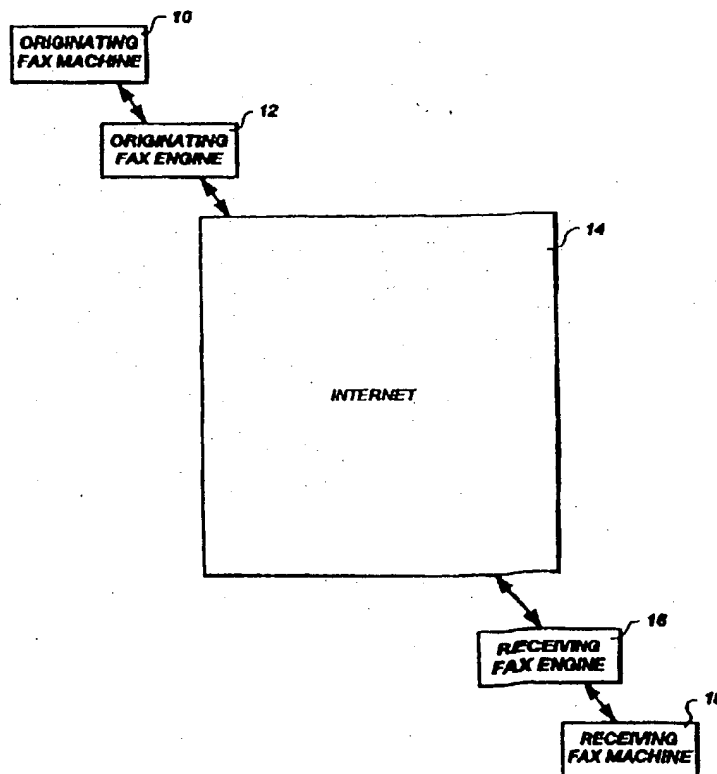 10
ORIGINATING
FAX MACHINE
12
ORIGINATING
FAX ENGINE
14
INTERNET
16
RECEIVING
FAX ENGINE
RECEIVING
FAX MACHINE